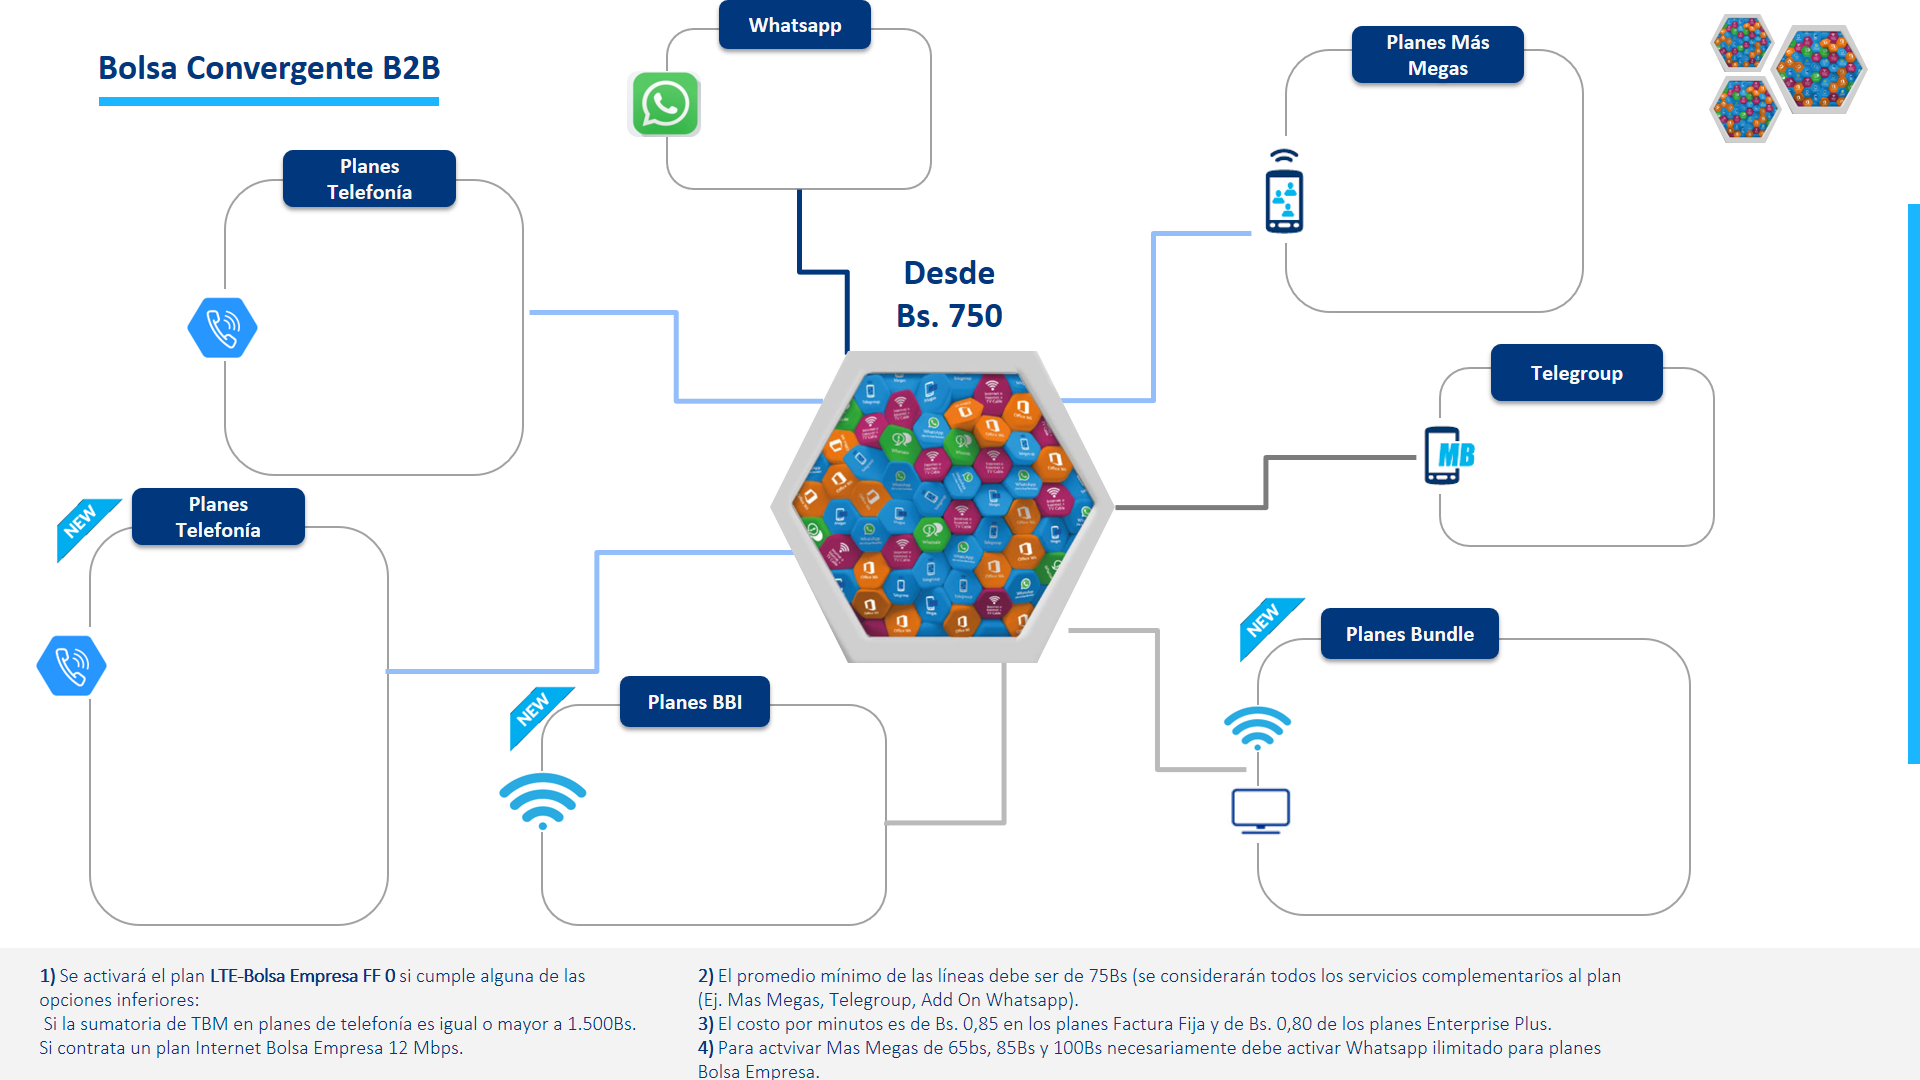 Bolsa Convergente B2B
Whatsapp
Planes Más
Megas
Planes
Telefonía
Desde
Bs. 750
Telegroup
MB
NEW
Planes
Telefonía
NEW
Planes Bundle
NEW
Planes BBI
1) Se activará el plan LTE-Bolsa Empresa FF 0 si cumple alguna de las
opciones inferiores:
Si la sumatoria de TBM en planes de telefonía es igual o mayor a 1.500Bs.
Si contrata un plan Internet Bolsa Empresa 12 Mbps.
2) El promedio mínimo de las líneas debe ser de 75Bs (se considerarán todos los servicios complementarios al plan
(Ej. Mas Megas, Telegroup, Add On Whatsapp).
3) El costo por minutos es de Bs. 0,85 en los planes Factura Fija y de Bs. 0,80 de los planes Enterprise Plus.
4) Para actvivar Mas Megas de 65bs, 85Bs y 100Bs necesariamente debe activar Whatsapp ilimitado para planes
Bolsa Empresa.